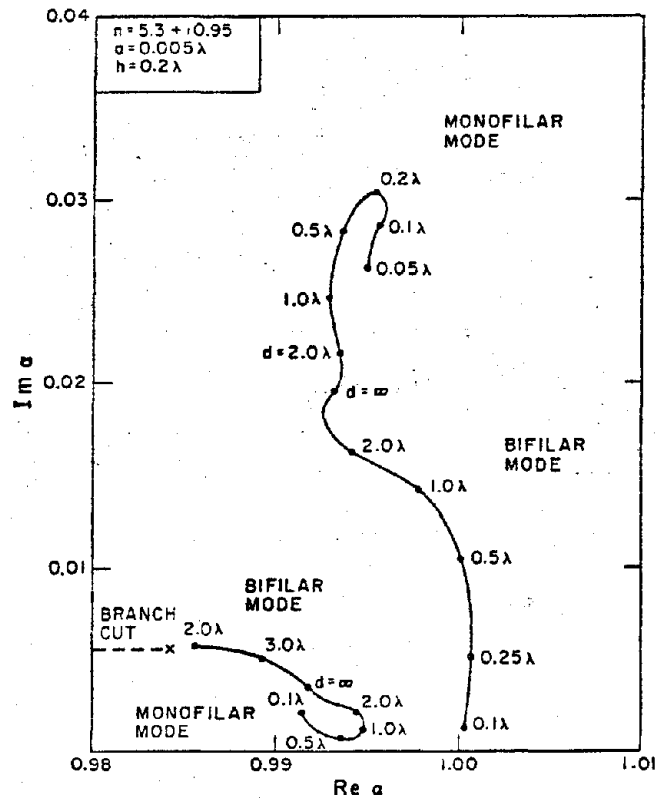 0.04
n=5.3+i0.95
a=0.005λ
h=0.2λ
MONOFILAR
MODE
0.2λ
0.03
0.5λ
0.1λ
0.05λ
1.0λ
d=2.0λ
0.02
d=∞
2.0λ
BIFILAR
MODE
1.0λ
0.5λ
0.01
BIFILAR
MODE
BRANCH
CUT
2.0λ
3.0λ
0.25λ
d=∞
0.1λ
2.0λ
MONOFILAR
MODE
1.0λ
0.5λ
0.1λ
0.98
0.99
1.00
1.01
Re α
Im α